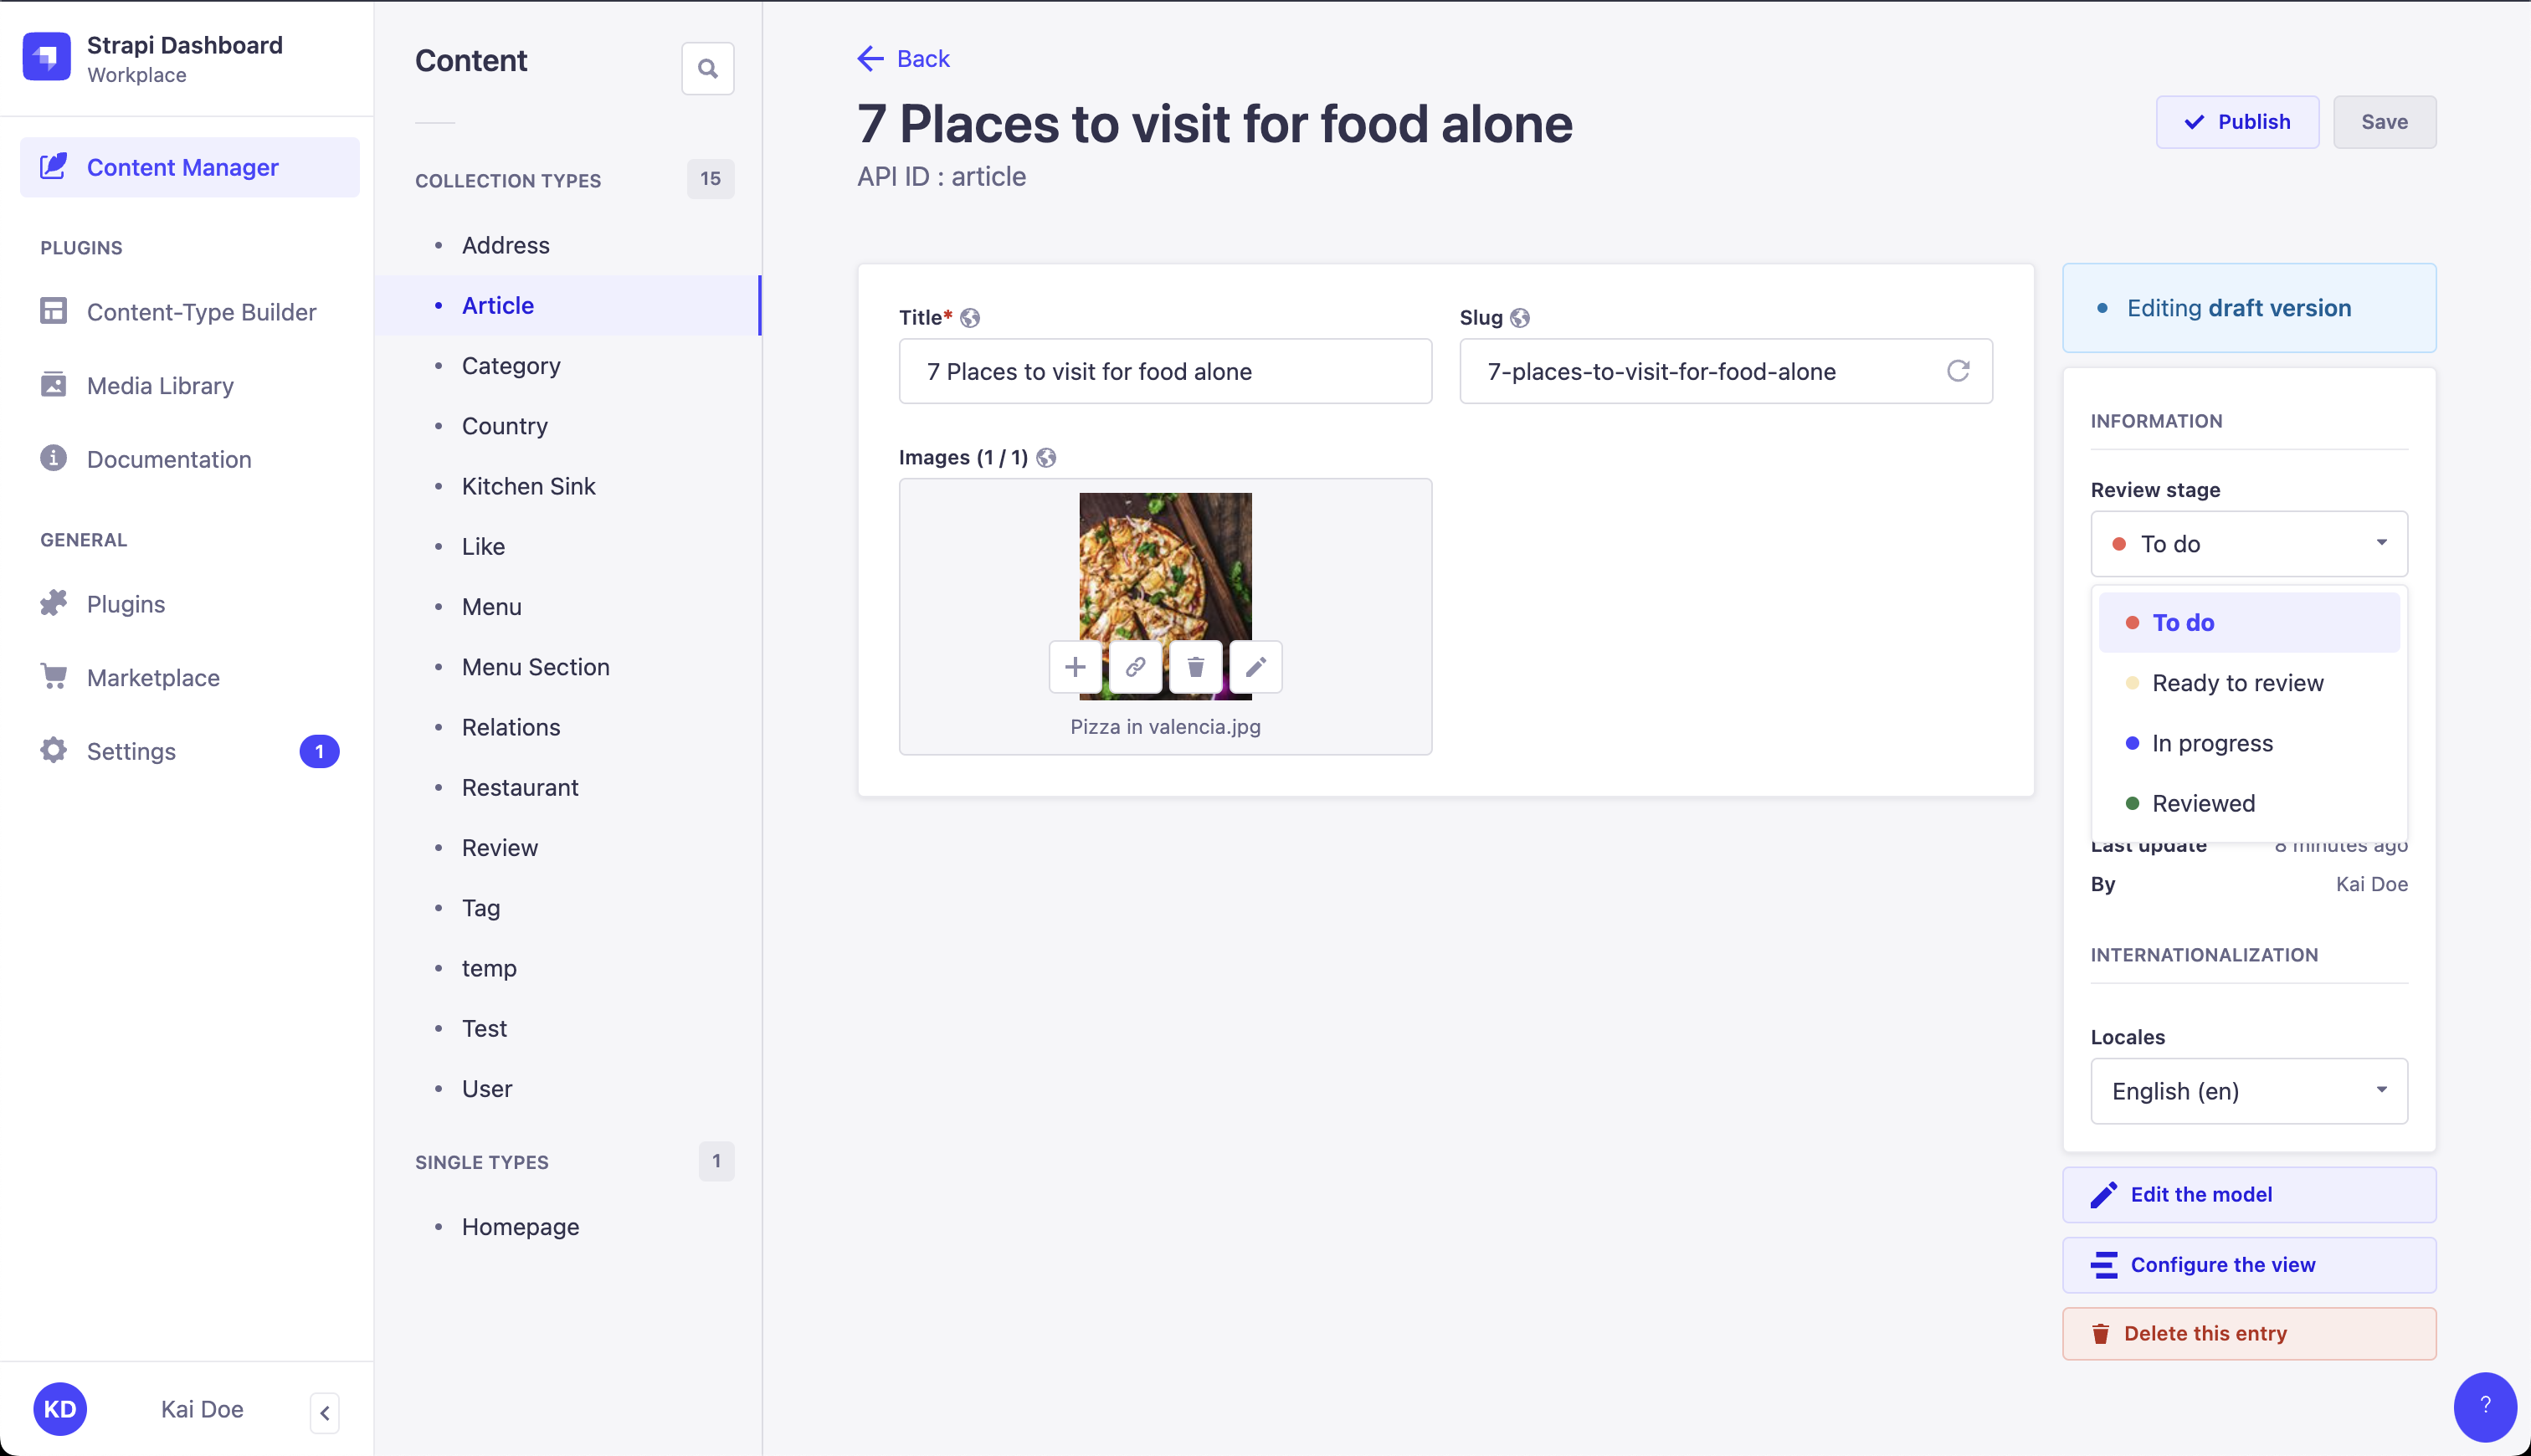 Strapi Dashboard
Workplace
Content Manager
PLUGINS
Content-Type Builder
Media Library
Documentation
GENERAL
Plugins
Marketplace
Settings
1
KD
Kai Doe
Content
COLLECTION TYPES
15
Address
Article
Category
Country
Kitchen Sink
Like
Menu
Menu Section
Relations
Restaurant
Review
Tag
temp
Test
User
SINGLE TYPES
1
Homepage
Back
7 Places to visit for food alone
API ID : article
Publish
Save
Title*
7 Places to visit for food alone
Slug
7-places-to-visit-for-food-alone
Images (1 / 1)
Pizza in valencia.jpg
Editing draft version
INFORMATION
Review stage
To do
To do
Ready to review
In progress
Reviewed
Last update
8 minutes ago
By
Kai Doe
INTERNATIONALIZATION
Locales
English (en)
Edit the model
Configure the view
Delete this entry
?